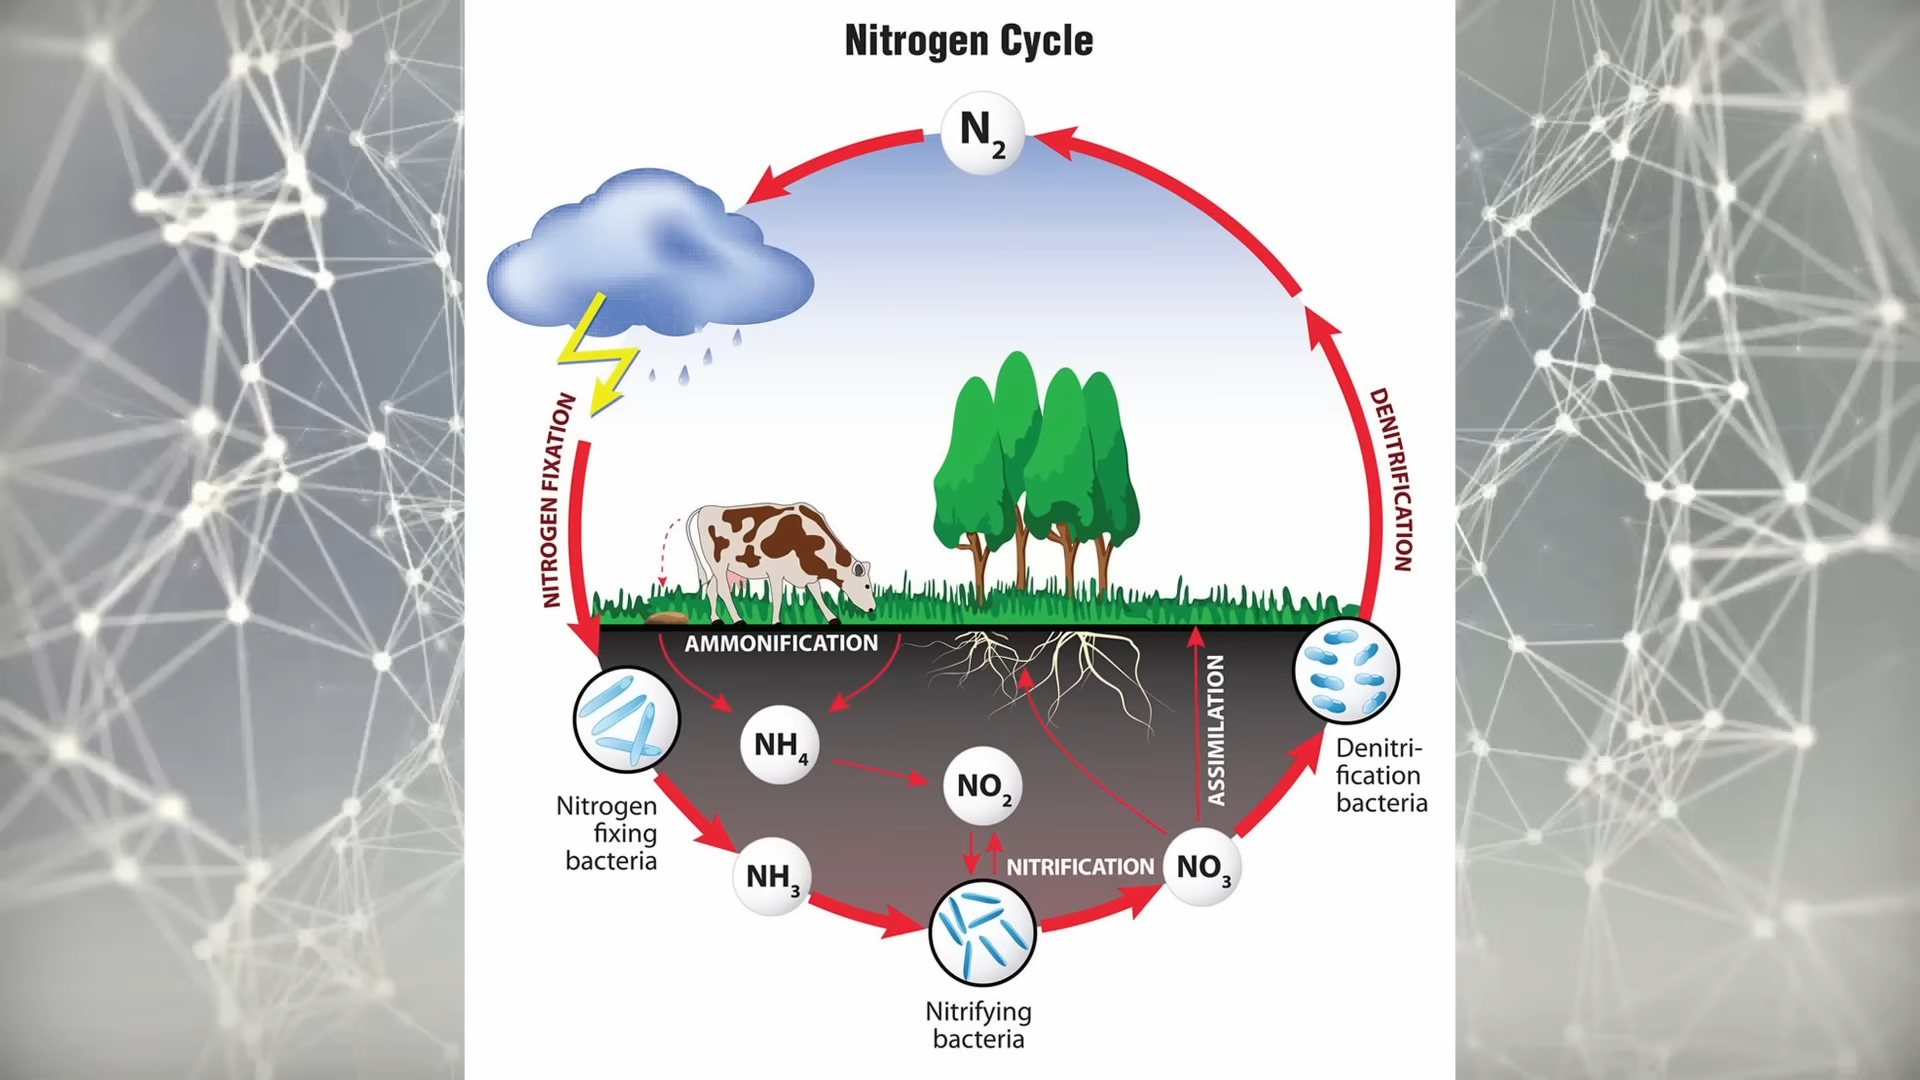 Nitrogen Cycle
N2
NITROGEN FIXATION
DENITRIFICATION
AMMONIFICATION
NH4
NO2
ASSIMILATION
Nitrogen
fixing
bacteria
Denitri-
fication
bacteria
NH3
NITRIFICATION
NO3
Nitrifying
bacteria